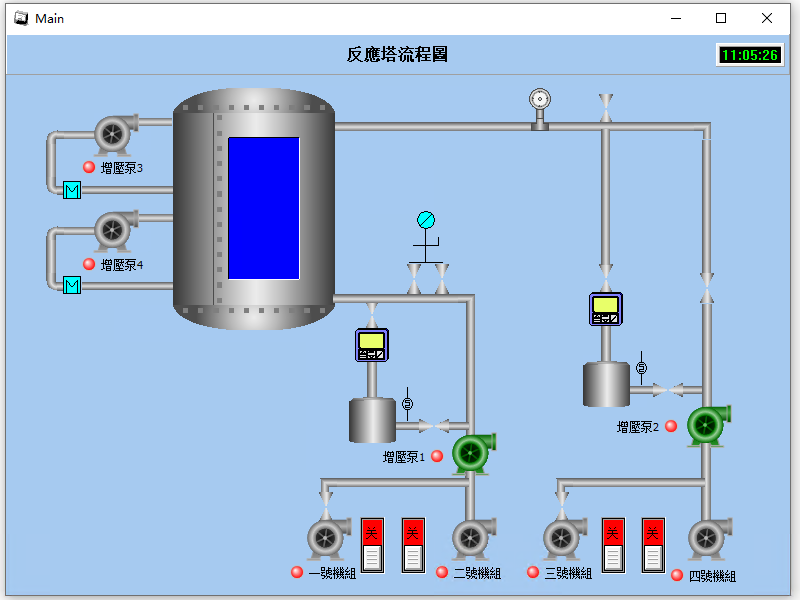 Main
反應塔流程圖
11:05:26
增壓泵3
M
增壓泵4
M
增壓泵2
增壓泵1
关
关
关
关
一號機組
二號機組
三號機組
四號機組